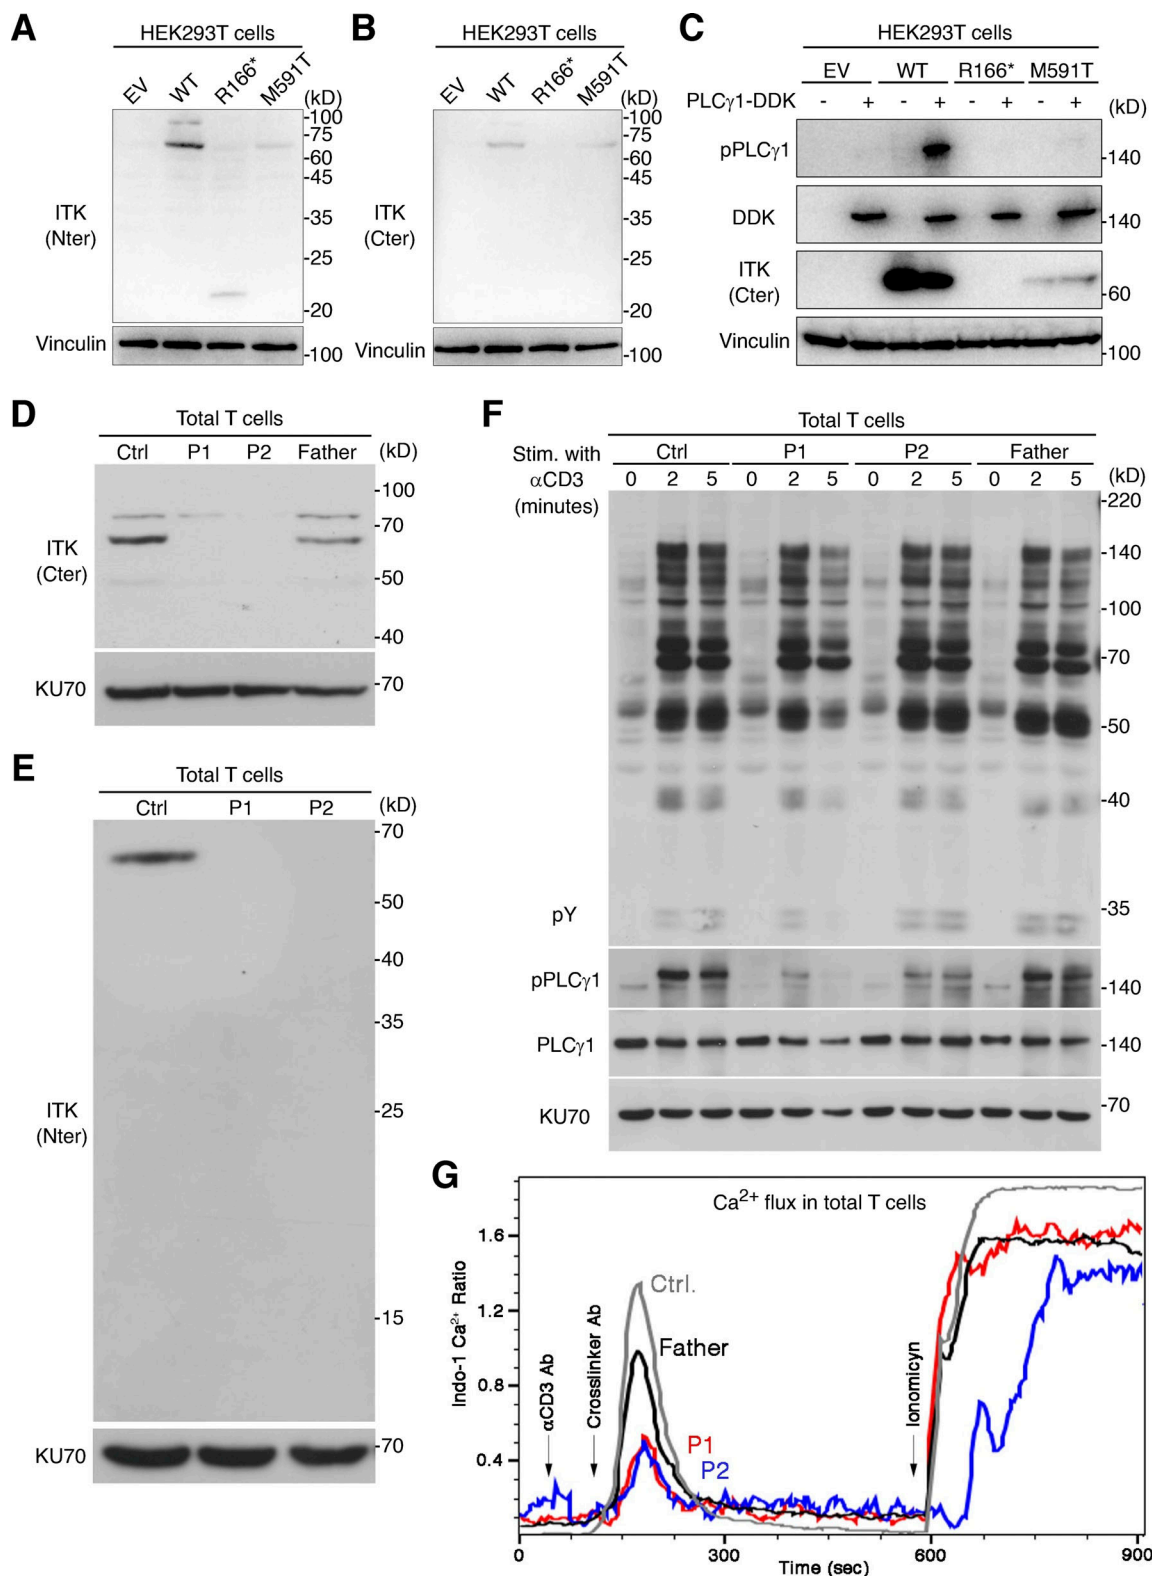 A
HEK293T cells
EV WT R166* M591T
(kD)
-100
-75
-60
-45
-35
-25
-20
ITK
(Nter)
Vinculin
-100
B
HEK293T cells
EV WT R166* M591T
(kD)
-100
-75
-60
-45
-35
-25
-20
ITK
(Cter)
Vinculin
-100
C
HEK293T cells
EV WT R166* M591T
PLCγ1-DDK - + - + - + - + (kD)
pPLCγ1 -140
DDK -140
ITK
(Cter) -60
Vinculin -100
D
Total T cells
Ctrl P1 P2 Father (kD)
-100
-70
-50
-40
ITK
(Cter)
KU70 -70
E
Total T cells
Ctrl P1 P2 (kD)
-70
-50
-40
-35
-25
-15
ITK
(Nter)
KU70 -70
F
Total T cells
Stim. with Ctrl P1 P2 Father
αCD3 0 2 5 0 2 5 0 2 5 0 2 5 (kD)
(minutes)
-220
-140
-100
-70
-50
-40
-35
pY
pPLCγ1 -140
PLCγ1 -140
KU70 -70
G
Ca2+ flux in total T cells
Indo-1 Ca2+ Ratio
1.6
1.2
0.8
0.4
αCD3 Ab
Crosslinker Ab
Ctrl.
Father
P1
P2
Ionomicyn
0 300 600 900
Time (sec)